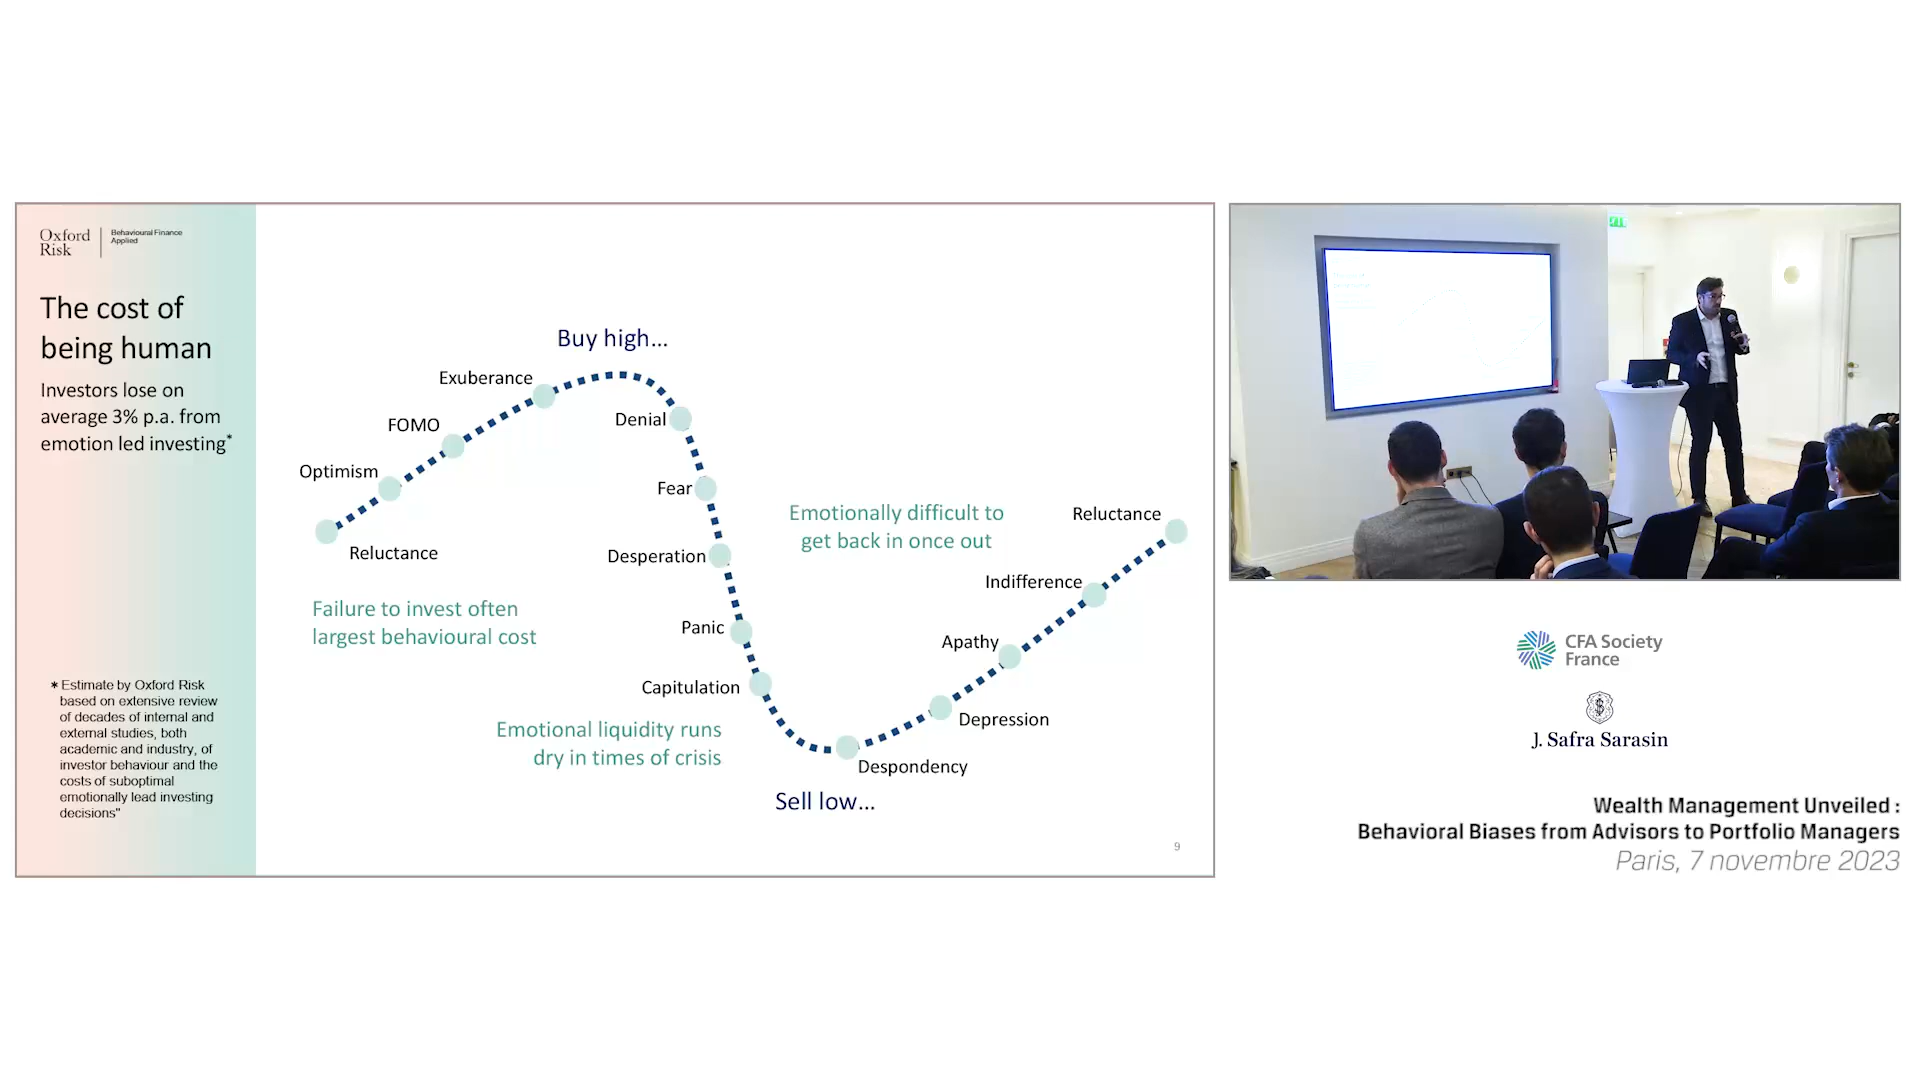 Oxford
Risk
Behavioural Finance
Applied
The cost of
being human
Investors lose on
average 3% p.a. from
emotion led investing*
* Estimate by Oxford Risk
based on extensive review
of decades of internal and
external studies, both
academic and industry, of
investor behaviour and the
costs of suboptimal
emotionally lead investing
decisions"
Buy high...
Exuberance
FOMO
Optimism
Reluctance
Failure to invest often
largest behavioural cost
Denial
Fear
Desperation
Panic
Capitulation
Emotional liquidity runs
dry in times of crisis
Sell low...
Despondency
Depression
Apathy
Indifference
Reluctance
Emotionally difficult to
get back in once out
9
CFA Society
France
J. Safra Sarasin
Wealth Management Unveiled :
Behavioral Biases from Advisors to Portfolio Managers
Paris, 7 novembre 2023